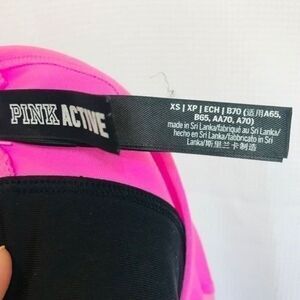 PINK ACTIVE
XS | XP | ECH | B70 (适用A65,
B65, AA70, A70)
made in Sri Lanka/fabriqué au Sri Lanka/
hecho en Sri Lanka/fabbricato in Sri
Lanka/斯里兰卡制造